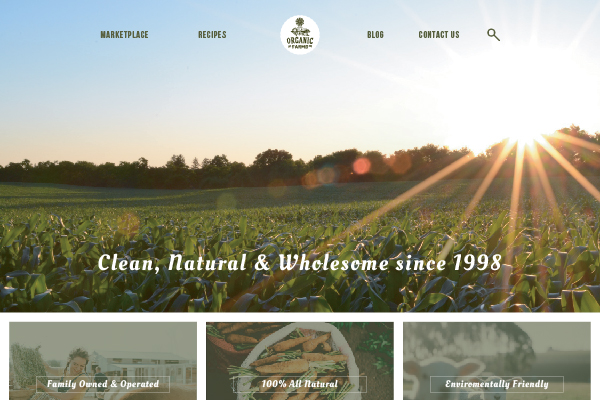 MARKETPLACE
RECIPES
ORGANIC
FARMS
BLOG
CONTACT US
Clean, Natural & Wholesome since 1998
Family Owned & Operated
100% All Natural
Enviromentally Friendly